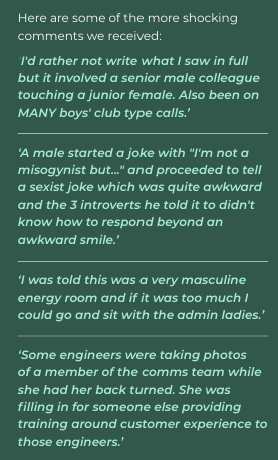 Here are some of the more shocking
comments we received:
'I'd rather not write what I saw in full
but it involved a senior male colleague
touching a junior female. Also been on
MANY boys' club type calls.’
‘A male started a joke with "I'm not a
misogynist but..." and proceeded to tell
a sexist joke which was quite awkward
and the 3 introverts he told it to didn't
know how to respond beyond an
awkward smile.’
‘I was told this was a very masculine
energy room and if it was too much I
could go and sit with the admin ladies.’
‘Some engineers were taking photos
of a member of the comms team while
she had her back turned. She was
filling in for someone else providing
training around customer experience to
those engineers.’